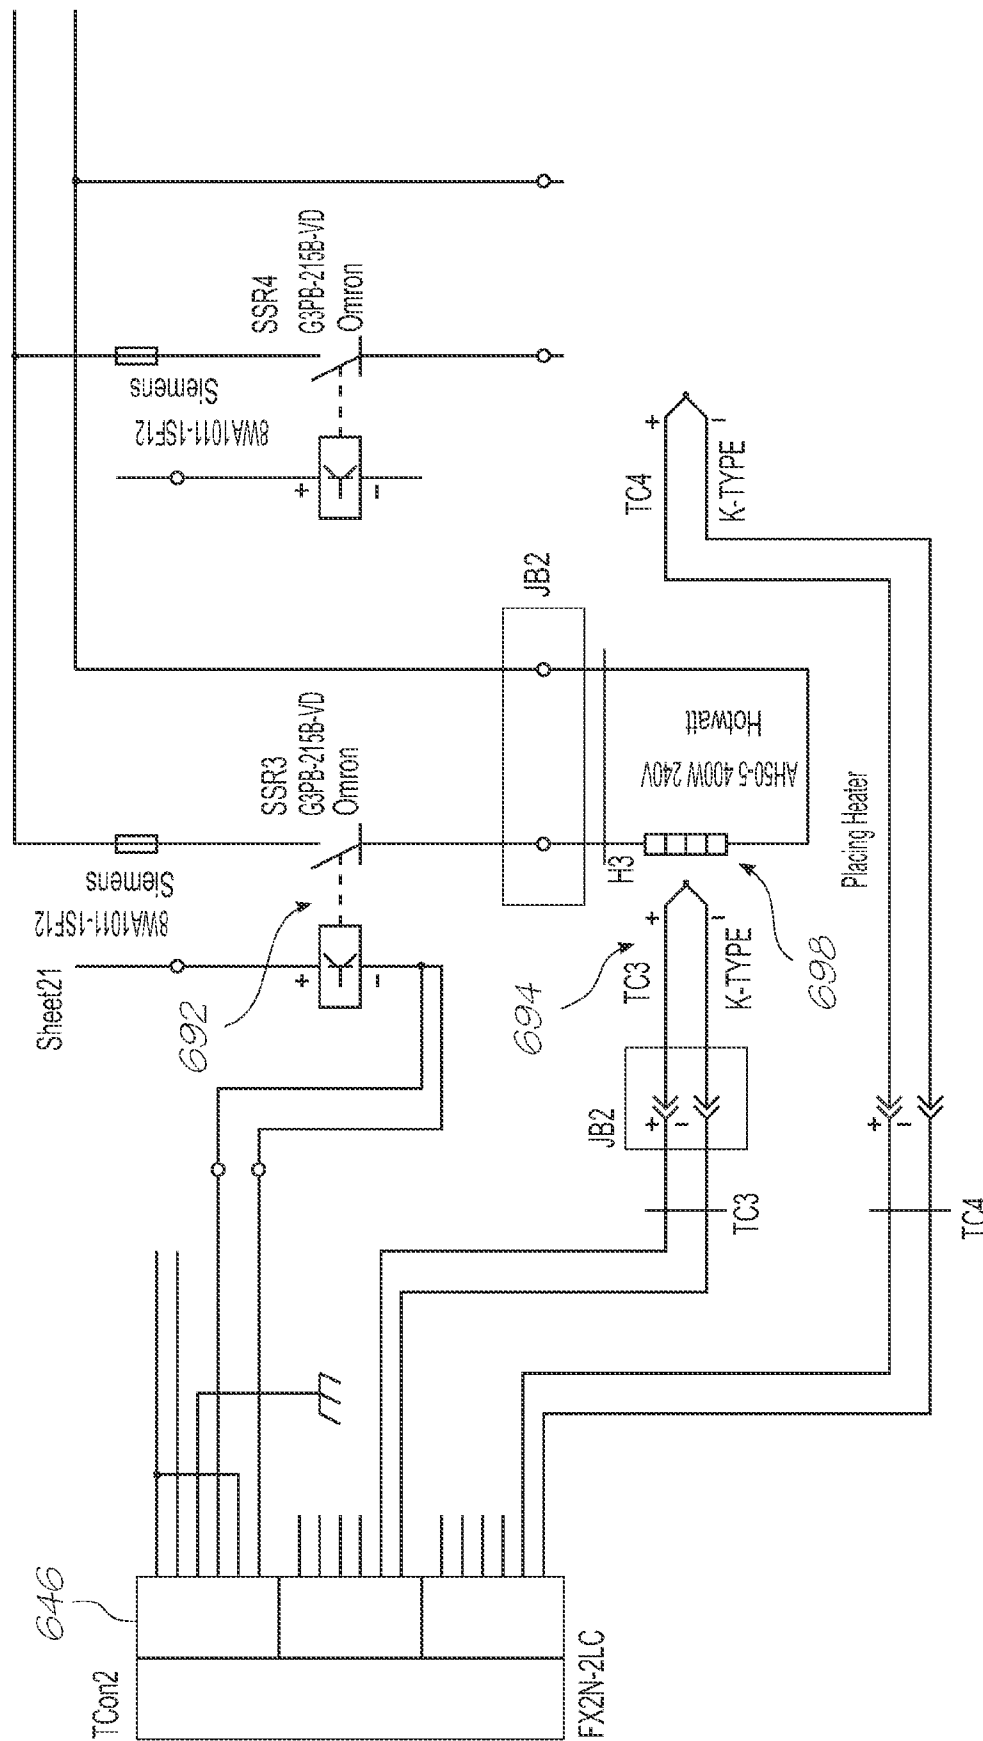 TCon2
646
FX2N-2LC
Sheet21
8WA1011-1SF12
Siemens
692
+
−
SSR3
G3PB-215B-VD
Omron
8WA1011-1SF12
Siemens
+
−
SSR4
G3PB-215B-VD
Omron
JB2
H3
AH50-5 400W 240V
Hotwatt
698
694
TC3
+
−
K-TYPE
JB2
+
−
TC3
Placing Heater
TC4
+
−
K-TYPE
+
−
TC4